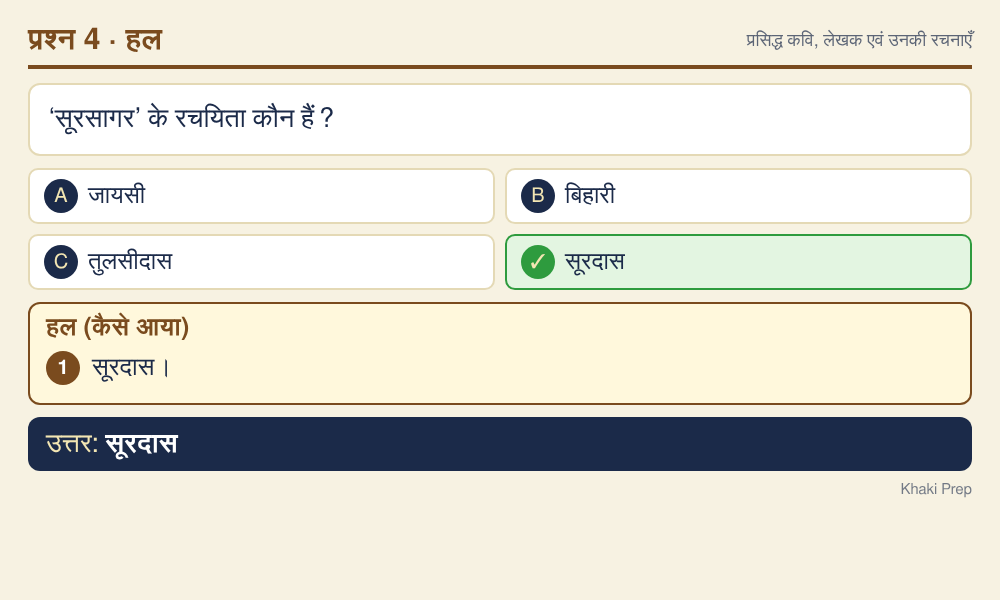 प्रश्न 4 · हल
प्रसिद्ध कवि, लेखक एवं उनकी रचनाएँ
‘सूरसागर’ के रचयिता कौन हैं ?
A जायसी
B बिहारी
C तुलसीदास
✓ सूरदास
हल (कैसे आया)
1 सूरदास ।
उत्तर: सूरदास
Khaki Prep